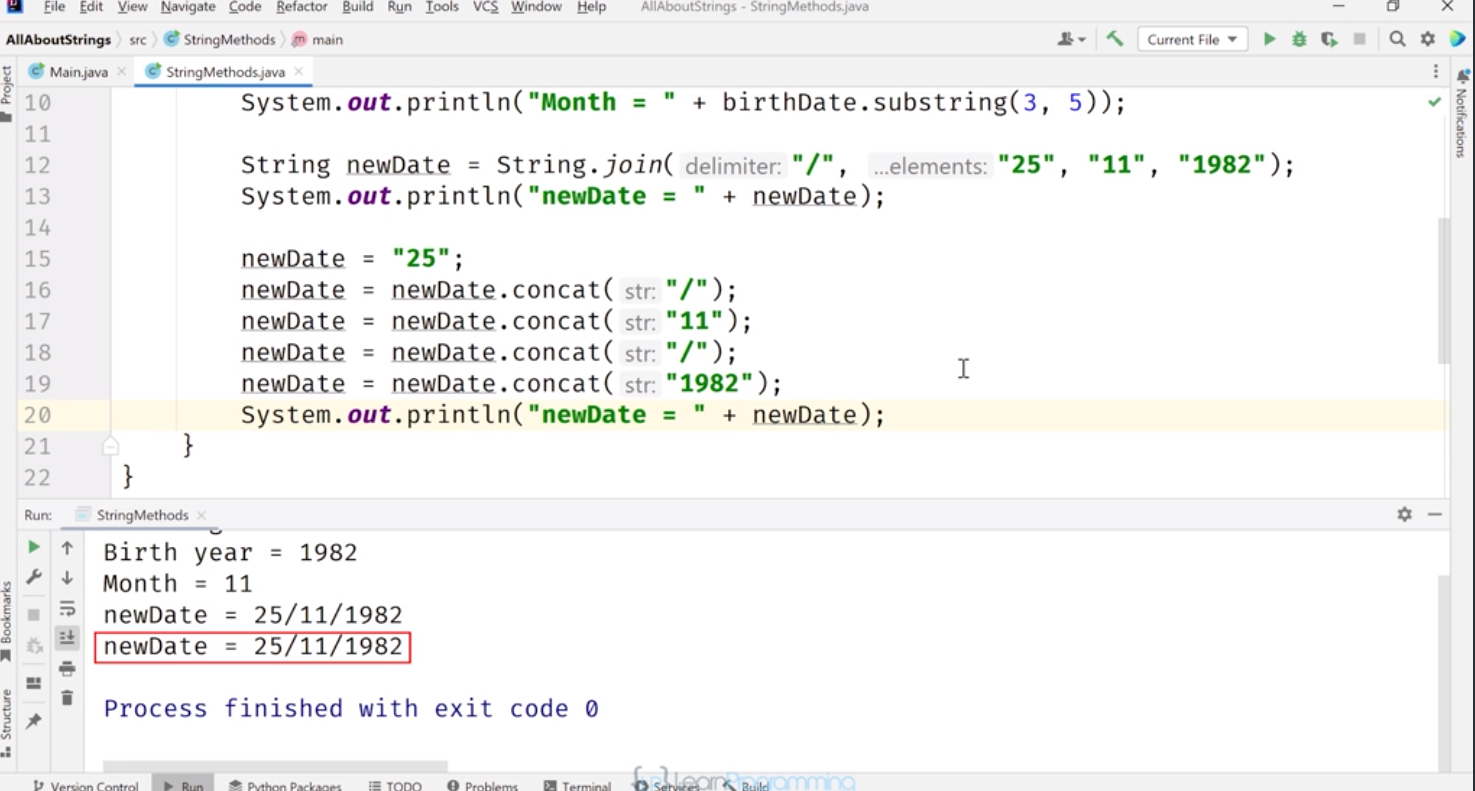 File Edit View Navigate Code Refactor Build Run Tools VCS Window Help AllAboutStrings - StringMethods.java
AllAboutStrings src StringMethods main Current File
Project
Main.java StringMethods.java
Notifications
10 System.out.println("Month = " + birthDate.substring(3, 5));
11
12 String newDate = String.join( delimiter: "/", ...elements: "25", "11", "1982");
13 System.out.println("newDate = " + newDate);
14
15 newDate = "25";
16 newDate = newDate.concat( str: "/");
17 newDate = newDate.concat( str: "11");
18 newDate = newDate.concat( str: "/");
19 newDate = newDate.concat( str: "1982");
20 System.out.println("newDate = " + newDate);
21 }
22 }
Run: StringMethods
Birth year = 1982
Month = 11
newDate = 25/11/1982
newDate = 25/11/1982
Process finished with exit code 0
Bookmarks
Structure
Version Control Run Python Packages TODO Problems Terminal Services Build
LearnProgramming